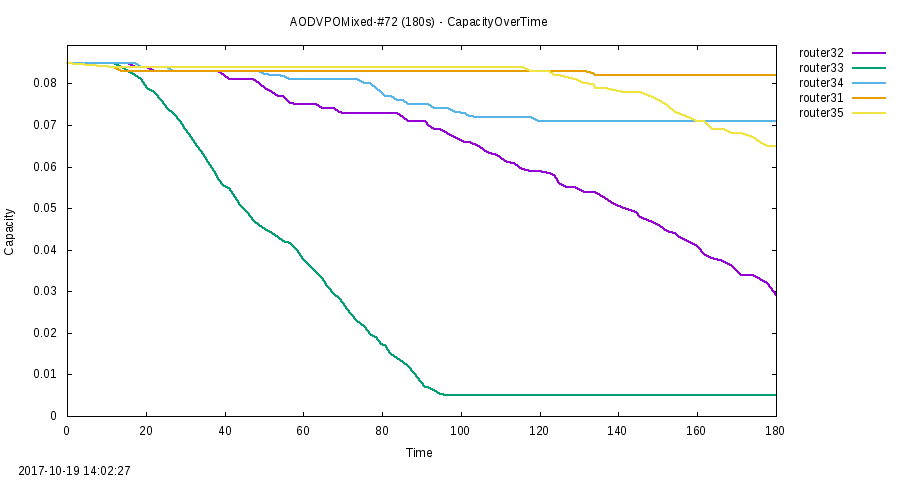 AODVPOMixed-#72 (180s) - CapacityOverTime
router32
router33
router34
router31
router35
0.08
0.07
0.06
0.05
0.04
0.03
0.02
0.01
0
Capacity
0 20 40 60 80 100 120 140 160 180
Time
2017-10-19 14:02:27